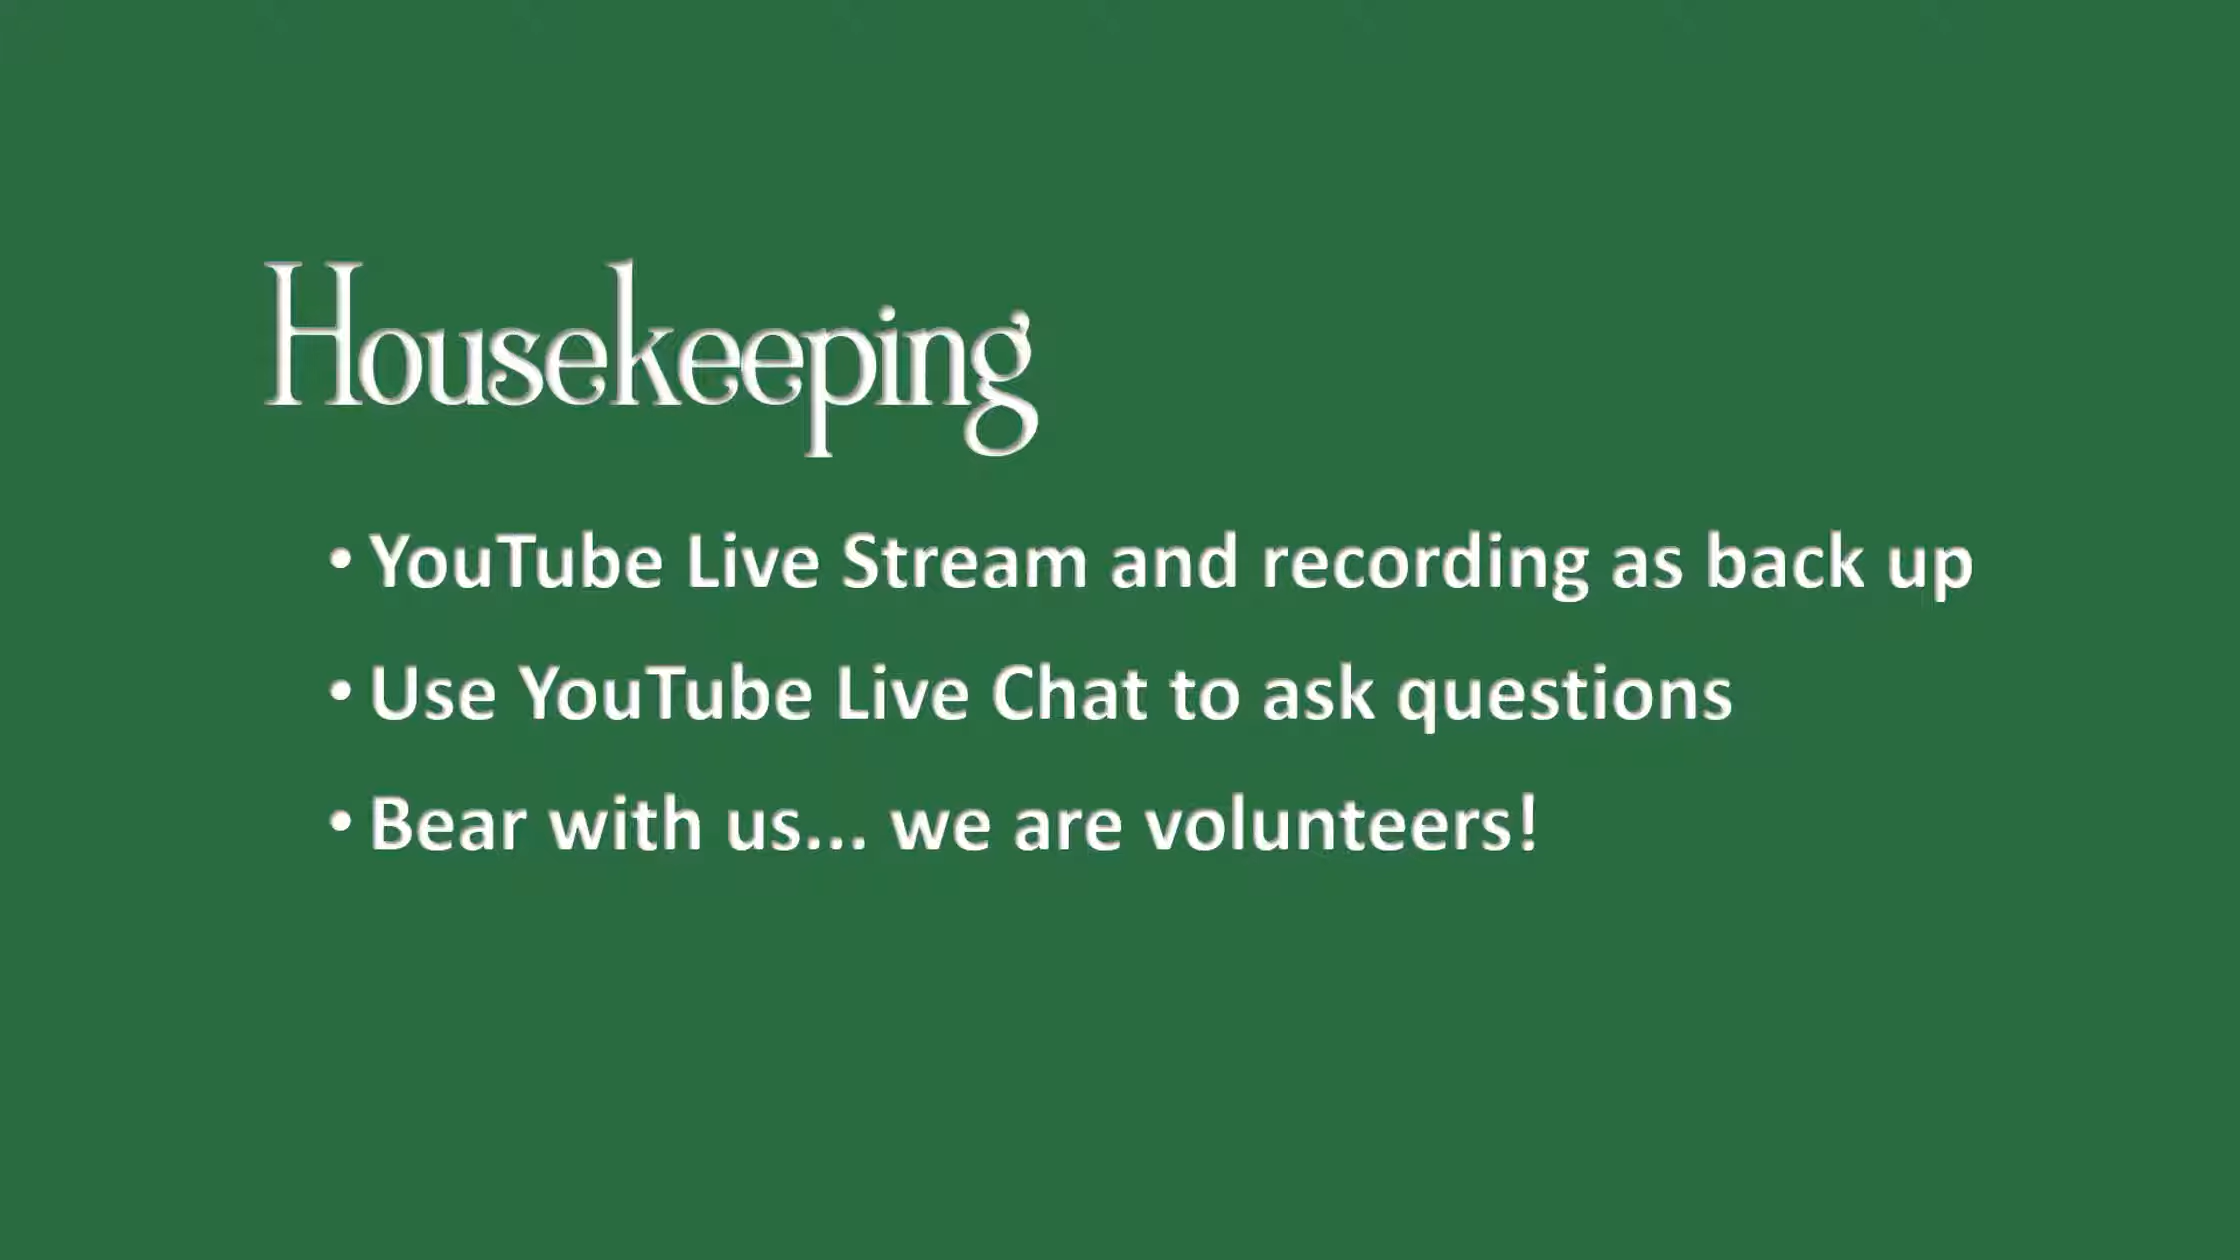 Housekeeping
• YouTube Live Stream and recording as back up
• Use YouTube Live Chat to ask questions
• Bear with us... we are volunteers!